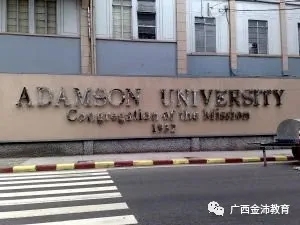 ADAMSON UNIVERSITY
Congregation of the Mission
1932
广西金沛教育